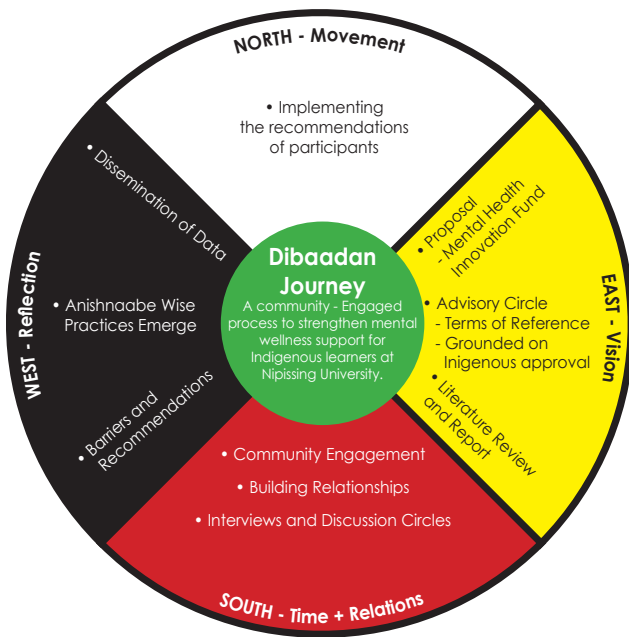 NORTH - Movement
• Implementing
the recommendations
of participants
EAST - Vision
• Proposal
- Mental Health
Innovation Fund
• Advisory Circle
- Terms of Reference
- Grounded on
Inigenous approval
• Literature Review
and Report
SOUTH - Time + Relations
• Community Engagement
• Building Relationships
• Interviews and Discussion Circles
WEST - Reflection
• Dissemination of Data
• Anishnaabe Wise
Practices Emerge
• Barriers and
Recommendations
Dibaadan
Journey
A community - Engaged
process to strengthen mental
wellness support for
Indigenous learners at
Nipissing University.